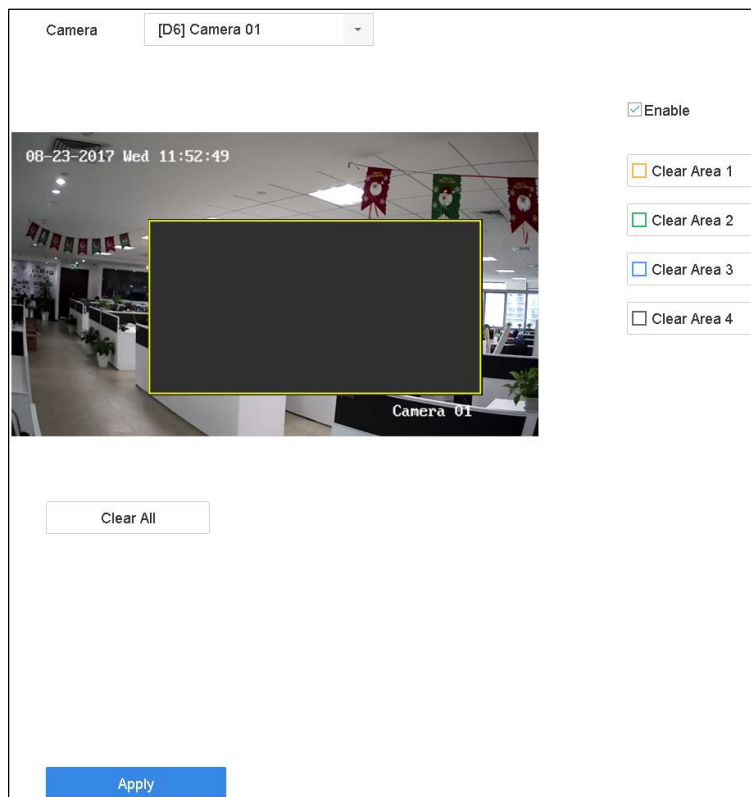 Camera
[D6] Camera 01
Enable
08-23-2017 Wed 11:52:49
Clear Area 1
Clear Area 2
Clear Area 3
Clear Area 4
Camera 01
Clear All
Apply